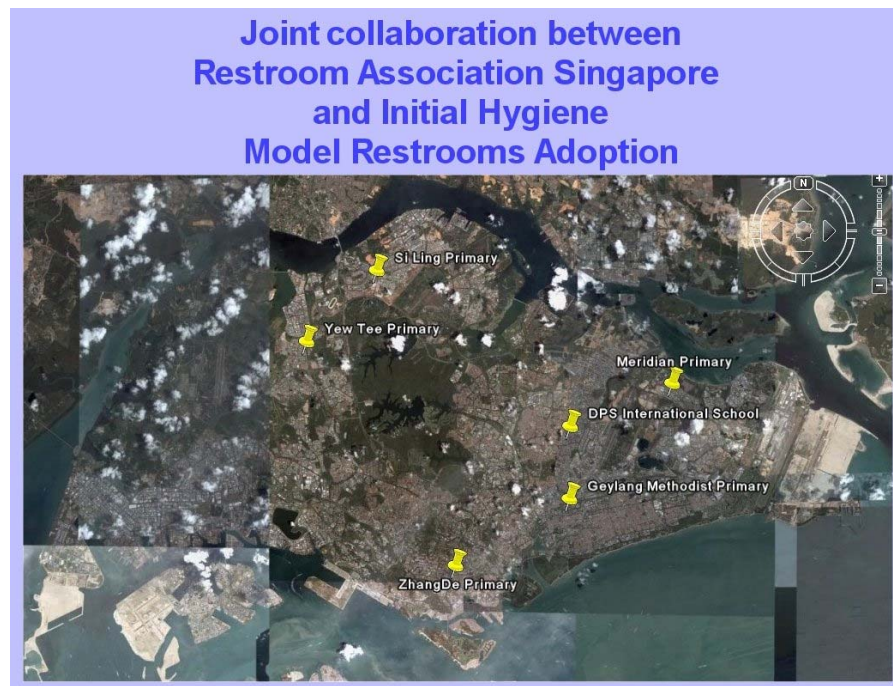 Joint collaboration between
Restroom Association Singapore
and Initial Hygiene
Model Restrooms Adoption
N
Si Ling Primary
Yew Tee Primary
Meridian Primary
DPS International School
Geylang Methodist Primary
ZhangDe Primary